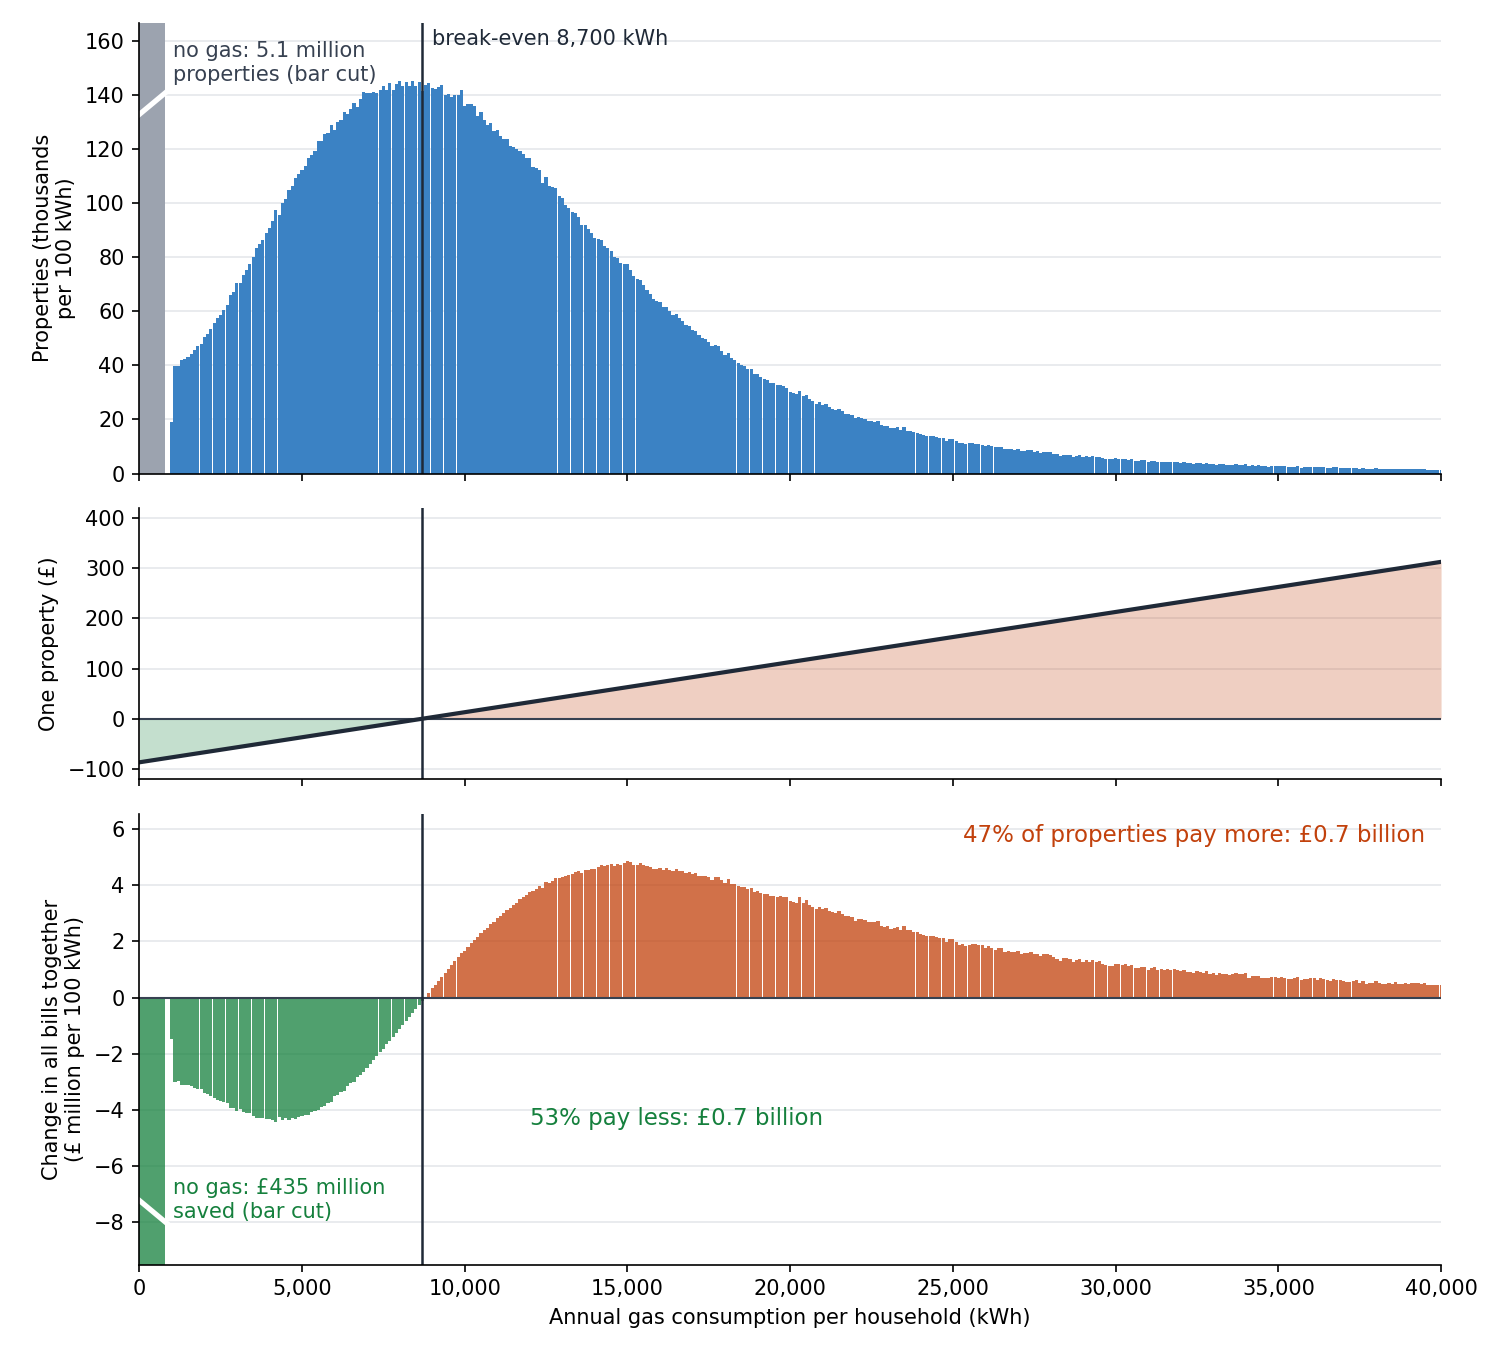 160
140
120
100
80
60
40
20
0
Properties (thousands
per 100 kWh)
no gas: 5.1 million
properties (bar cut)
break-even 8,700 kWh
400
300
200
100
0
−100
One property (£)
6
4
2
0
−2
−4
−6
−8
Change in all bills together
(£ million per 100 kWh)
47% of properties pay more: £0.7 billion
53% pay less: £0.7 billion
no gas: £435 million
saved (bar cut)
0 5,000 10,000 15,000 20,000 25,000 30,000 35,000 40,000
Annual gas consumption per household (kWh)